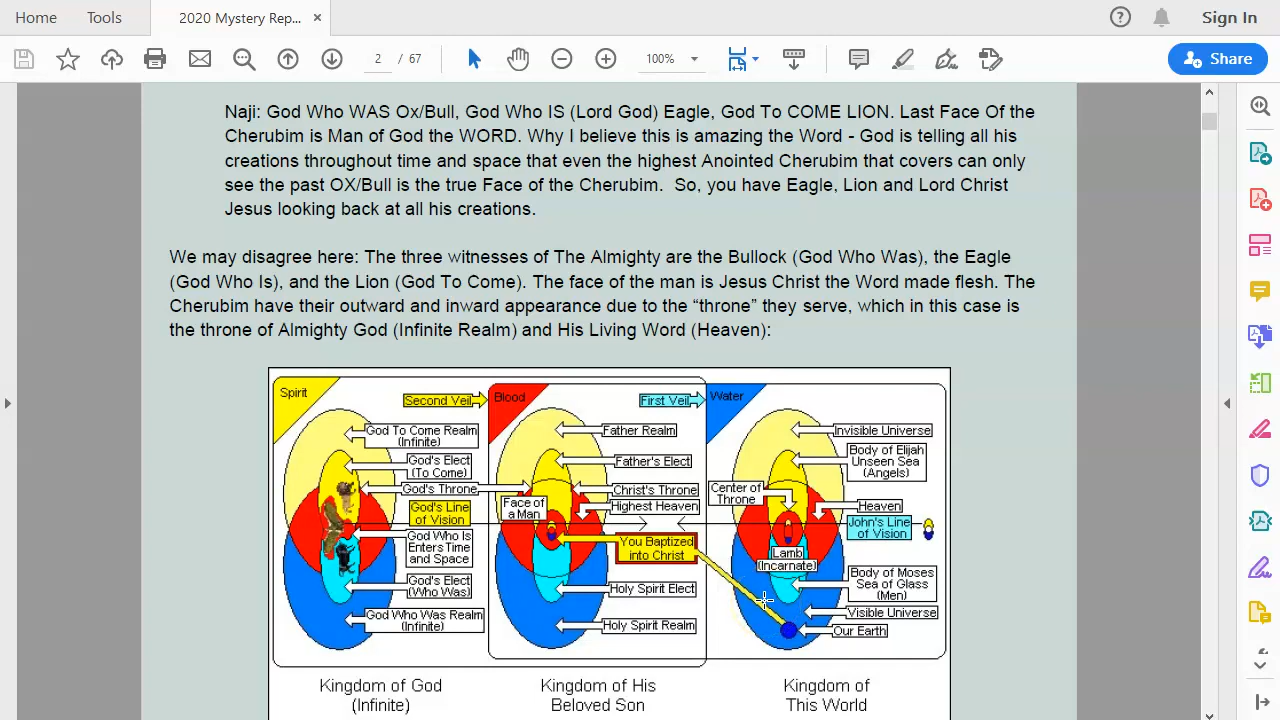 Home
Tools
2020 Mystery Rep...
Sign In
2 / 67
100%
Share
Naji: God Who WAS Ox/Bull, God Who IS (Lord God) Eagle, God To COME LION. Last Face Of the
Cherubim is Man of God the WORD. Why I believe this is amazing the Word - God is telling all his
creations throughout time and space that even the highest Anointed Cherubim that covers can only
see the past OX/Bull is the true Face of the Cherubim.  So, you have Eagle, Lion and Lord Christ
Jesus looking back at all his creations.
We may disagree here: The three witnesses of The Almighty are the Bullock (God Who Was), the Eagle
(God Who Is), and the Lion (God To Come). The face of the man is Jesus Christ the Word made flesh. The
Cherubim have their outward and inward appearance due to the “throne” they serve, which in this case is
the throne of Almighty God (Infinite Realm) and His Living Word (Heaven):
Spirit
Second Veil
God To Come Realm
(Infinite)
God's Elect
(To Come)
God's Throne
God's Line
of Vision
God Who Is
Enters Time
and Space
God's Elect
(Who Was)
God Who Was Realm
(Infinite)
Kingdom of God
(Infinite)
Blood
First Veil
Father Realm
Father's Elect
Christ's Throne
Face of
a Man
Highest Heaven
You Baptized
into Christ
Holy Spirit Elect
Holy Spirit Realm
Kingdom of His
Beloved Son
Water
Invisible Universe
Body of Elijah
Unseen Sea
(Angels)
Center of
Throne
Heaven
John's Line
of Vision
Lamb
(Incarnate)
Body of Moses
Sea of Glass
(Men)
Visible Universe
Our Earth
Kingdom of
This World